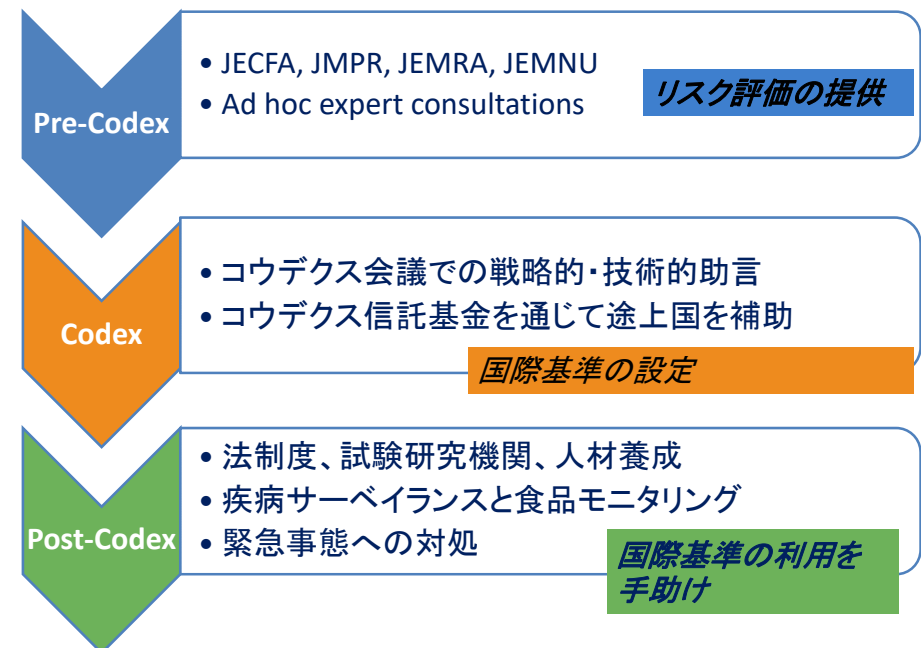 Pre-Codex
• JECFA, JMPR, JEMRA, JEMNU
• Ad hoc expert consultations
リスク評価の提供
Codex
• コウデクス会議での戦略的・技術的助言
• コウデクス信託基金を通じて途上国を補助
国際基準の設定
Post-Codex
• 法制度、試験研究機関、人材養成
• 疾病サーベイランスと食品モニタリング
• 緊急事態への対処
国際基準の利用を
手助け